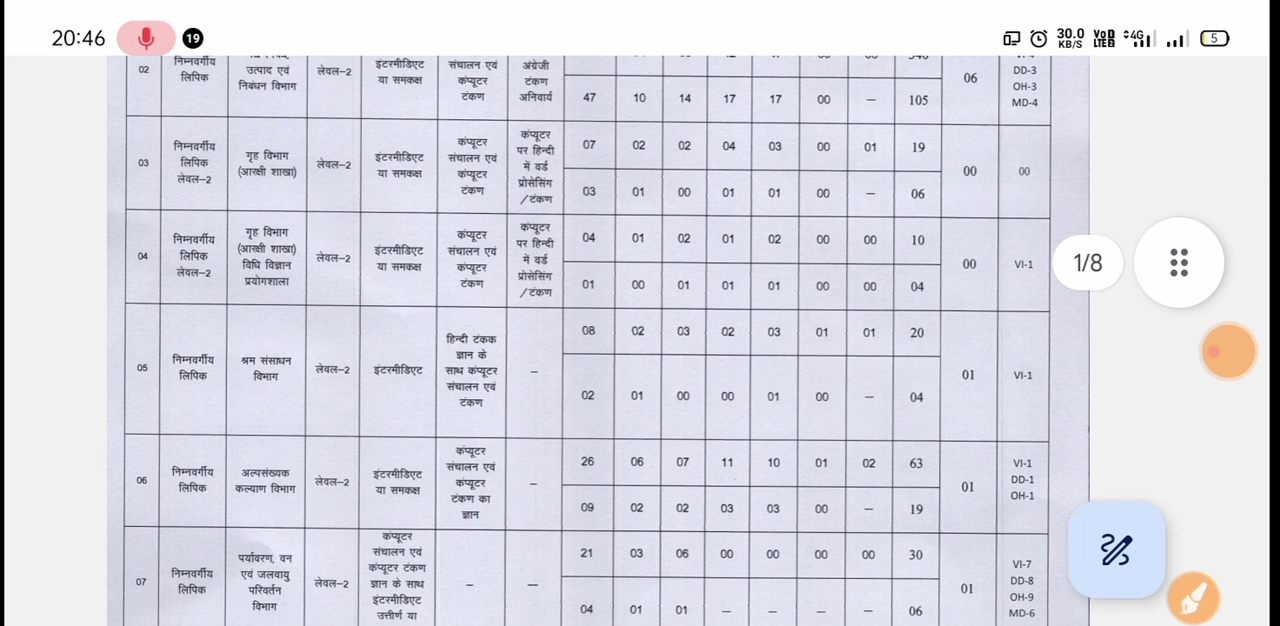 20:46 19 30.0 KB/S VoD LTE 4G 5
02 निम्नवर्गीय लिपिक
उत्पाद एवं निबंधन विभाग
लेवल–2
इंटरमीडिएट या समकक्ष
संचालन एवं कंप्यूटर टंकण
अंग्रेजी टंकण अनिवार्य
47 10 14 17 17 00 – 105
06
DD-3
OH-3
MD-4
03
निम्नवर्गीय
लिपिक
लेवल–2
गृह विभाग
(आरक्षी शाखा)
लेवल–2
इंटरमीडिएट
या समकक्ष
कंप्यूटर
संचालन एवं
कंप्यूटर
टंकण
कंप्यूटर
पर हिन्दी
में वर्ड
प्रोसेसिंग
/टंकण
07 02 02 04 03 00 01 19
03 01 00 01 01 00 – 06
00
00
04
निम्नवर्गीय
लिपिक
लेवल–2
गृह विभाग
(आरक्षी शाखा)
विधि विज्ञान
प्रयोगशाला
लेवल–2
इंटरमीडिएट
या समकक्ष
कंप्यूटर
संचालन एवं
कंप्यूटर
टंकण
कंप्यूटर
पर हिन्दी
में वर्ड
प्रोसेसिंग
/टंकण
04 01 02 01 02 00 00 10
01 00 01 01 01 00 00 04
00
VI-1
1/8
05
निम्नवर्गीय
लिपिक
श्रम संसाधन
विभाग
लेवल–2
इंटरमीडिएट
हिन्दी टंकक
ज्ञान के
साथ कंप्यूटर
संचालन एवं
टंकण
–
08 02 03 02 03 01 01 20
02 01 00 00 01 00 – 04
01
VI-1
06
निम्नवर्गीय
लिपिक
अल्पसंख्यक
कल्याण विभाग
लेवल–2
इंटरमीडिएट
या समकक्ष
कंप्यूटर
संचालन एवं
कंप्यूटर
टंकण का
ज्ञान
–
26 06 07 11 10 01 02 63
09 02 02 03 03 00 – 19
01
VI-1
DD-1
OH-1
07
निम्नवर्गीय
लिपिक
पर्यावरण, वन
एवं जलवायु
परिवर्तन
विभाग
लेवल–2
कंप्यूटर
संचालन एवं
कंप्यूटर टंकण
ज्ञान के साथ
इंटरमीडिएट
उत्तीर्ण या
–
–
21 03 06 00 00 00 00 30
04 01 01 – – – – 06
01
VI-7
DD-8
OH-9
MD-6